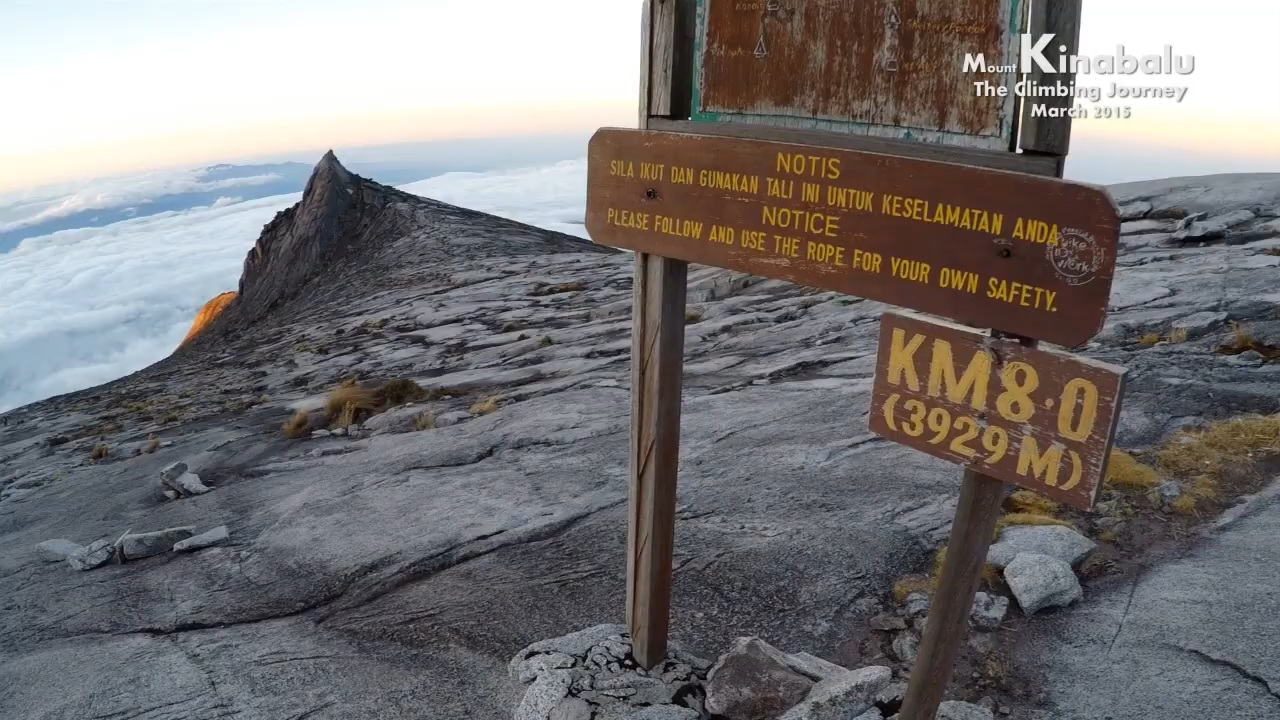 Mount Kinabalu
The Climbing Journey
March 2015
NOTIS
SILA IKUT DAN GUNAKAN TALI INI UNTUK KESELAMATAN ANDA
NOTICE
PLEASE FOLLOW AND USE THE ROPE FOR YOUR OWN SAFETY.
KM8.0
(3929 M)